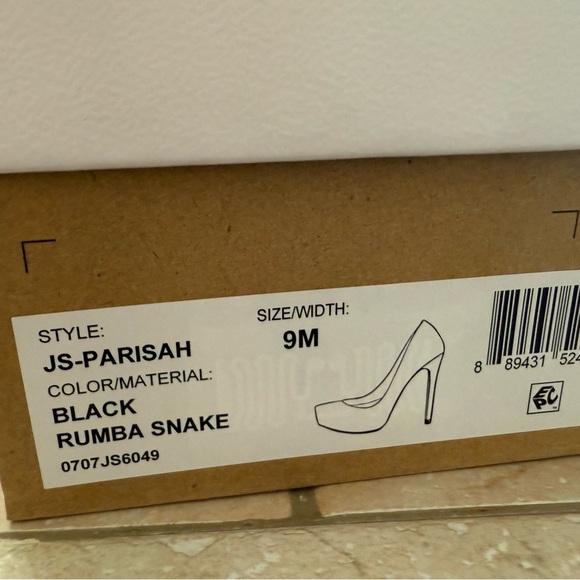 STYLE:
JS-PARISAH
COLOR/MATERIAL:
BLACK
RUMBA SNAKE
0707JS6049
SIZE/WIDTH:
9M
8 89431 524